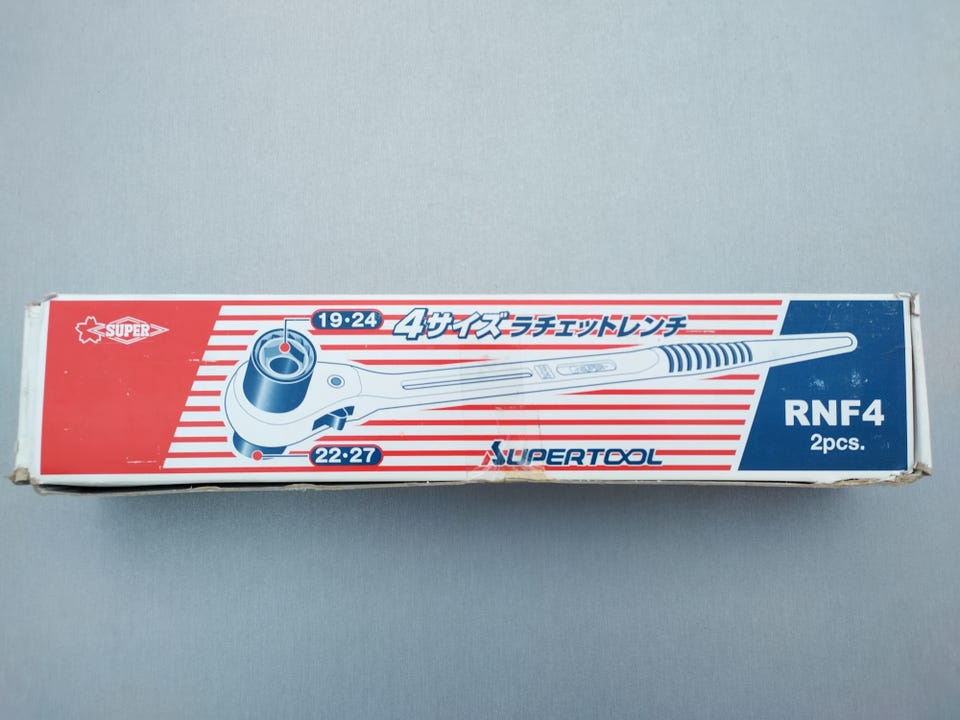 SUPER
19・24
4サイズ ラチェットレンチ
22・27
SUPERTOOL
RNF4
2pcs.